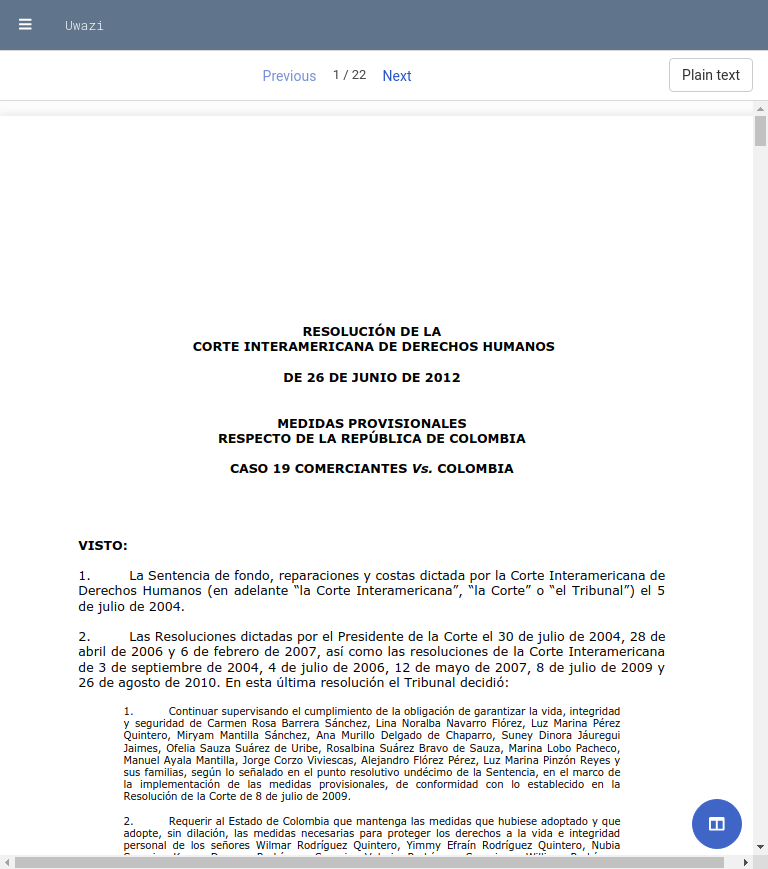 Uwazi
Previous 1 / 22 Next Plain text
RESOLUCIÓN DE LA
CORTE INTERAMERICANA DE DERECHOS HUMANOS
DE 26 DE JUNIO DE 2012
MEDIDAS PROVISIONALES
RESPECTO DE LA REPÚBLICA DE COLOMBIA
CASO 19 COMERCIANTES Vs. COLOMBIA
VISTO:
1. La Sentencia de fondo, reparaciones y costas dictada por la Corte Interamericana de
Derechos Humanos (en adelante “la Corte Interamericana”, “la Corte” o “el Tribunal”) el 5
de julio de 2004.
2. Las Resoluciones dictadas por el Presidente de la Corte el 30 de julio de 2004, 28 de
abril de 2006 y 6 de febrero de 2007, así como las resoluciones de la Corte Interamericana
de 3 de septiembre de 2004, 4 de julio de 2006, 12 de mayo de 2007, 8 de julio de 2009 y
26 de agosto de 2010. En esta última resolución el Tribunal decidió:
1. Continuar supervisando el cumplimiento de la obligación de garantizar la vida, integridad
y seguridad de Carmen Rosa Barrera Sánchez, Lina Noralba Navarro Flórez, Luz Marina Pérez
Quintero, Miryam Mantilla Sánchez, Ana Murillo Delgado de Chaparro, Suney Dinora Jáuregui
Jaimes, Ofelia Sauza Suárez de Uribe, Rosalbina Suárez Bravo de Sauza, Marina Lobo Pacheco,
Manuel Ayala Mantilla, Jorge Corzo Viviescas, Alejandro Flórez Pérez, Luz Marina Pinzón Reyes y
sus familias, según lo señalado en el punto resolutivo undécimo de la Sentencia, en el marco de
la implementación de las medidas provisionales, de conformidad con lo establecido en la
Resolución de la Corte de 8 de julio de 2009.
2. Requerir al Estado de Colombia que mantenga las medidas que hubiese adoptado y que
adopte, sin dilación, las medidas necesarias para proteger los derechos a la vida e integridad
personal de los señores Wilmar Rodríguez Quintero, Yimmy Efraín Rodríguez Quintero, Nubia